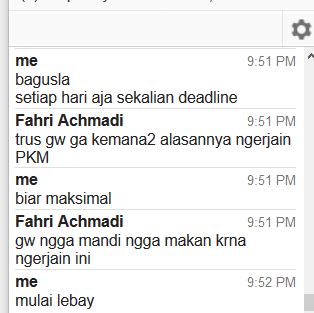 me 9:51 PM
bagusla
setiap hari aja sekalian deadline
Fahri Achmadi 9:51 PM
trus gw ga kemana2 alasannya ngerjain
PKM
me 9:51 PM
biar maksimal
Fahri Achmadi 9:51 PM
gw ngga mandi ngga makan krna
ngerjain ini
me 9:52 PM
mulai lebay